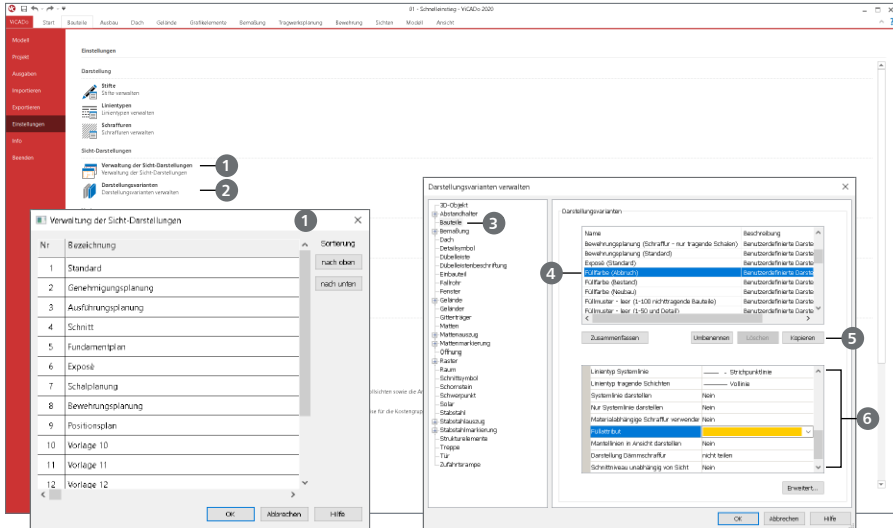 01 - Schnelleinstieg - ViCADo 2020
ViCADo Start Bauteile Ausbau Dach Gelände Grafikelemente Bemaßung Tragwerksplanung Bewehrung Sichten Modell Ansicht
Modell
Projekt
Ausgaben
Importieren
Exportieren
Einstellungen
Info
Beenden
Einstellungen
Darstellung
Stifte
Stifte verwalten
Linientypen
Linientypen verwalten
Schraffuren
Schraffuren verwalten
Sicht-Darstellungen
Verwaltung der Sicht-Darstellungen
Verwaltung der Sicht-Darstellungen
1
Darstellungsvarianten
Darstellungsvarianten verwalten
2
Verwaltung der Sicht-Darstellungen
1
Nr Bezeichnung
1 Standard
2 Genehmigungsplanung
3 Ausführungsplanung
4 Schnitt
5 Fundamentplan
6 Exposè
7 Schalplanung
8 Bewehrungsplanung
9 Positionsplan
10 Vorlage 10
11 Vorlage 11
12 Vorlage 12
Sortierung
nach oben
nach unten
OK Abbrechen Hilfe
Darstellungsvarianten verwalten
3D-Objekt
Abstandhalter
Bauteile
3
Bemaßung
Dach
Detailsymbol
Dübelleiste
Dübelleistenbeschriftung
Einbauteil
Fallrohr
Fenster
Gelände
Geländer
Gitterträger
Matten
Mattenauszug
Mattenmarkierung
Öffnung
Raster
Raum
Schnittsymbol
Schornstein
Schwerpunkt
Solar
Stabstahl
Stabstahlauszug
Stabstahlmarkierung
Strukturelemente
Treppe
Tür
Zufahrtsrampe
Darstellungsvarianten
Name Beschreibung
Bewehrungsplanung (Schraffur - nur tragende Schalen) Benutzerdefinierte Darste
Bewehrungsplanung (Standard) Benutzerdefinierte Darste
Exposé (Standard) Benutzerdefinierte Darste
4
Füllfarbe (Abbruch) Benutzerdefinierte Darste
Füllfarbe (Bestand) Benutzerdefinierte Darste
Füllfarbe (Neubau) Benutzerdefinierte Darste
Füllmuster - leer (1-100 nichttragende Bauteile) Benutzerdefinierte Darste
Füllmuster - leer (1-50 und Detail) Benutzerdefinierte Darste
Zusammenfassen Umbenennen Löschen Kopieren
5
Linientyp Systemlinie Strichpunktlinie
Linientyp tragende Schichten Vollinie
Systemlinie darstellen Nein
Nur Systemlinie darstellen Nein
Materialabhängige Schraffur verwenden Nein
Füllattribut
6
Mantellinien in Ansicht darstellen Nein
Darstellung Dämmschraffur nicht teilen
Schnittniveau unabhängig von Sicht Nein
Erweitert...
OK Abbrechen Hilfe